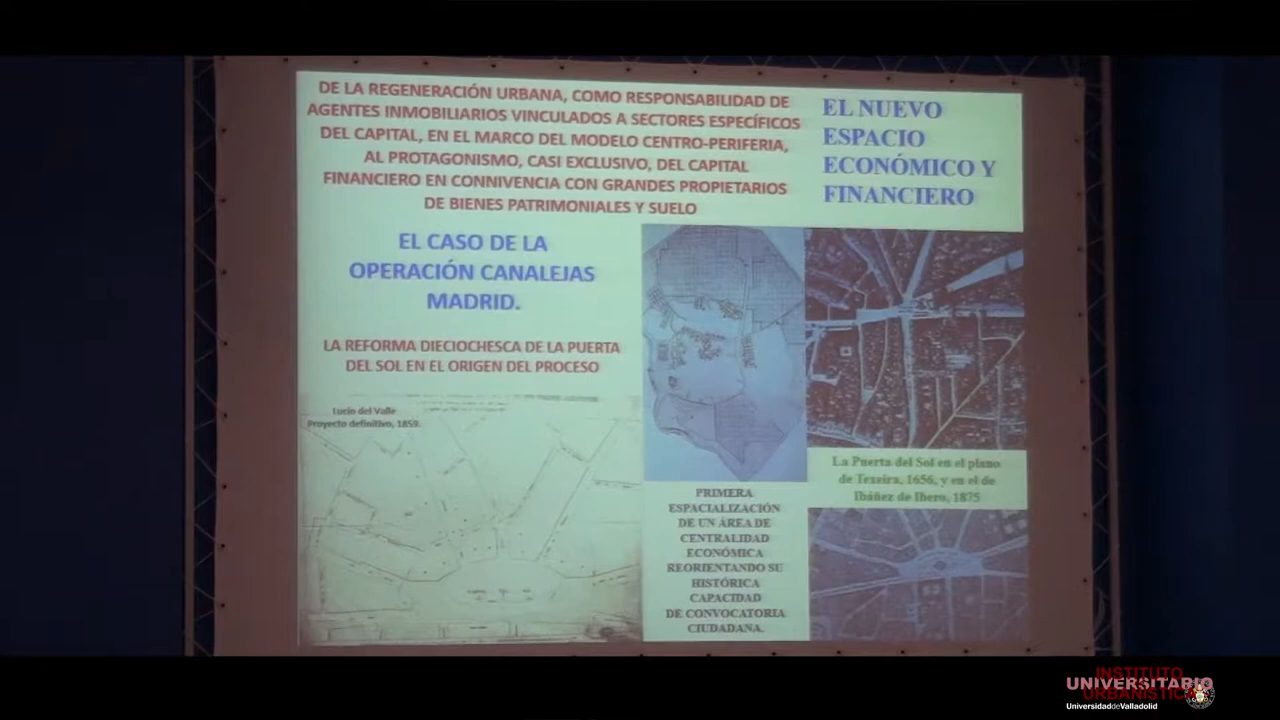 DE LA REGENERACIÓN URBANA, COMO RESPONSABILIDAD DE
AGENTES INMOBILIARIOS VINCULADOS A SECTORES ESPECÍFICOS
DEL CAPITAL, EN EL MARCO DEL MODELO CENTRO-PERIFERIA,
AL PROTAGONISMO, CASI EXCLUSIVO, DEL CAPITAL
FINANCIERO EN CONNIVENCIA CON GRANDES PROPIETARIOS
DE BIENES PATRIMONIALES Y SUELO
EL NUEVO
ESPACIO
ECONÓMICO Y
FINANCIERO
EL CASO DE LA
OPERACIÓN CANALEJAS
MADRID.
LA REFORMA DIECIOCHESCA DE LA PUERTA
DEL SOL EN EL ORIGEN DEL PROCESO
Lucio del Valle
Proyecto definitivo, 1859.
PRIMERA
ESPACIALIZACIÓN
DE UN ÁREA DE
CENTRALIDAD
ECONÓMICA
REORIENTANDO SU
HISTÓRICA
CAPACIDAD
DE CONVOCATORIA
CIUDADANA.
La Puerta del Sol en el plano
de Texeira, 1656, y en el de
Ibáñez de Ibero, 1875
INSTITUTO
UNIVERSITARIO
URBANÍSTICA
UniversidaddeValladolid